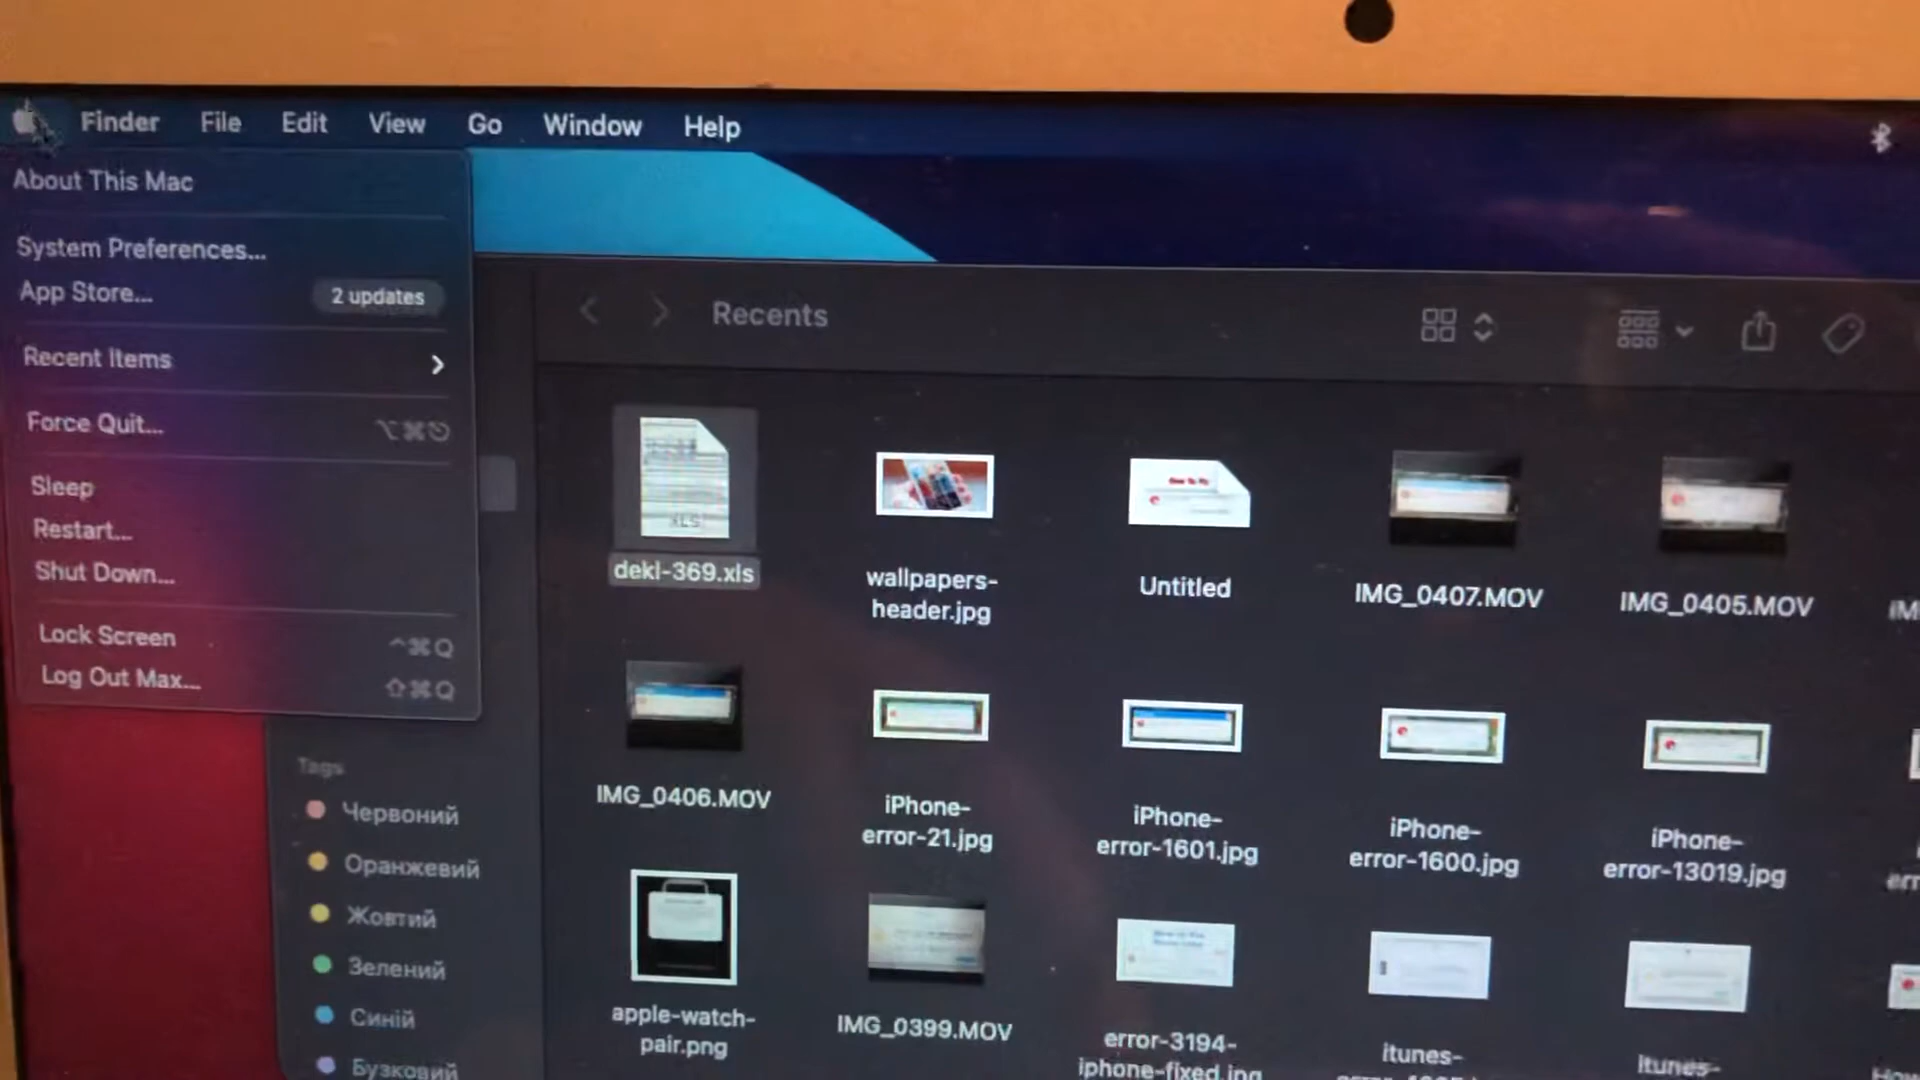 Finder File Edit View Go Window Help
About This Mac
System Preferences...
App Store... 2 updates
Recent Items
Force Quit... ⌥⌘⎋
Sleep
Restart...
Shut Down...
Lock Screen ^⌘Q
Log Out Max... ⇧⌘Q
Tags
Червоний
Оранжевий
Жовтий
Зелений
Синій
Бузковий
Recents
XLS
dekl-369.xls
wallpapers-
header.jpg
Untitled
IMG_0407.MOV
IMG_0405.MOV
IMG_0406.MOV
iPhone-
error-21.jpg
iPhone-
error-1601.jpg
iPhone-
error-1600.jpg
iPhone-
error-13019.jpg
apple-watch-
pair.png
IMG_0399.MOV
error-3194-
iphone-fixed.jpg
itunes-
itunes-